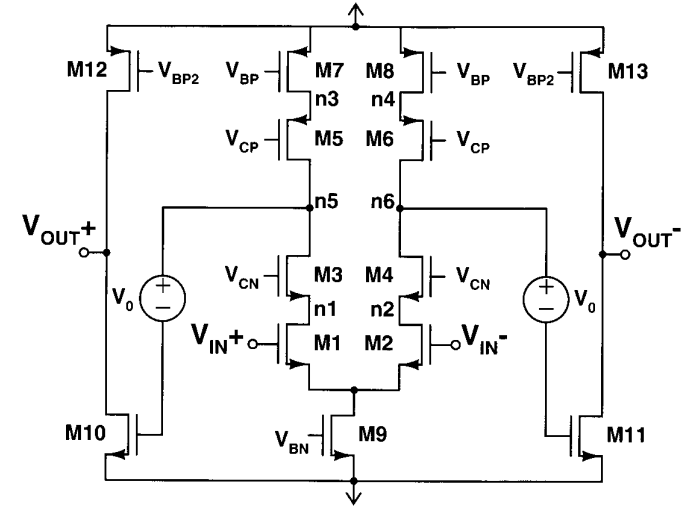 M12 V_BP2 V_BP M7 M8 V_BP V_BP2 M13
n3 n4
V_CP M5 M6 V_CP
n5 n6
V_OUT+ V_OUT-
V_0 + − V_CN M3 M4 V_CN + − V_0
n1 n2
V_IN+ M1 M2 V_IN-
M10 V_BN M9 M11